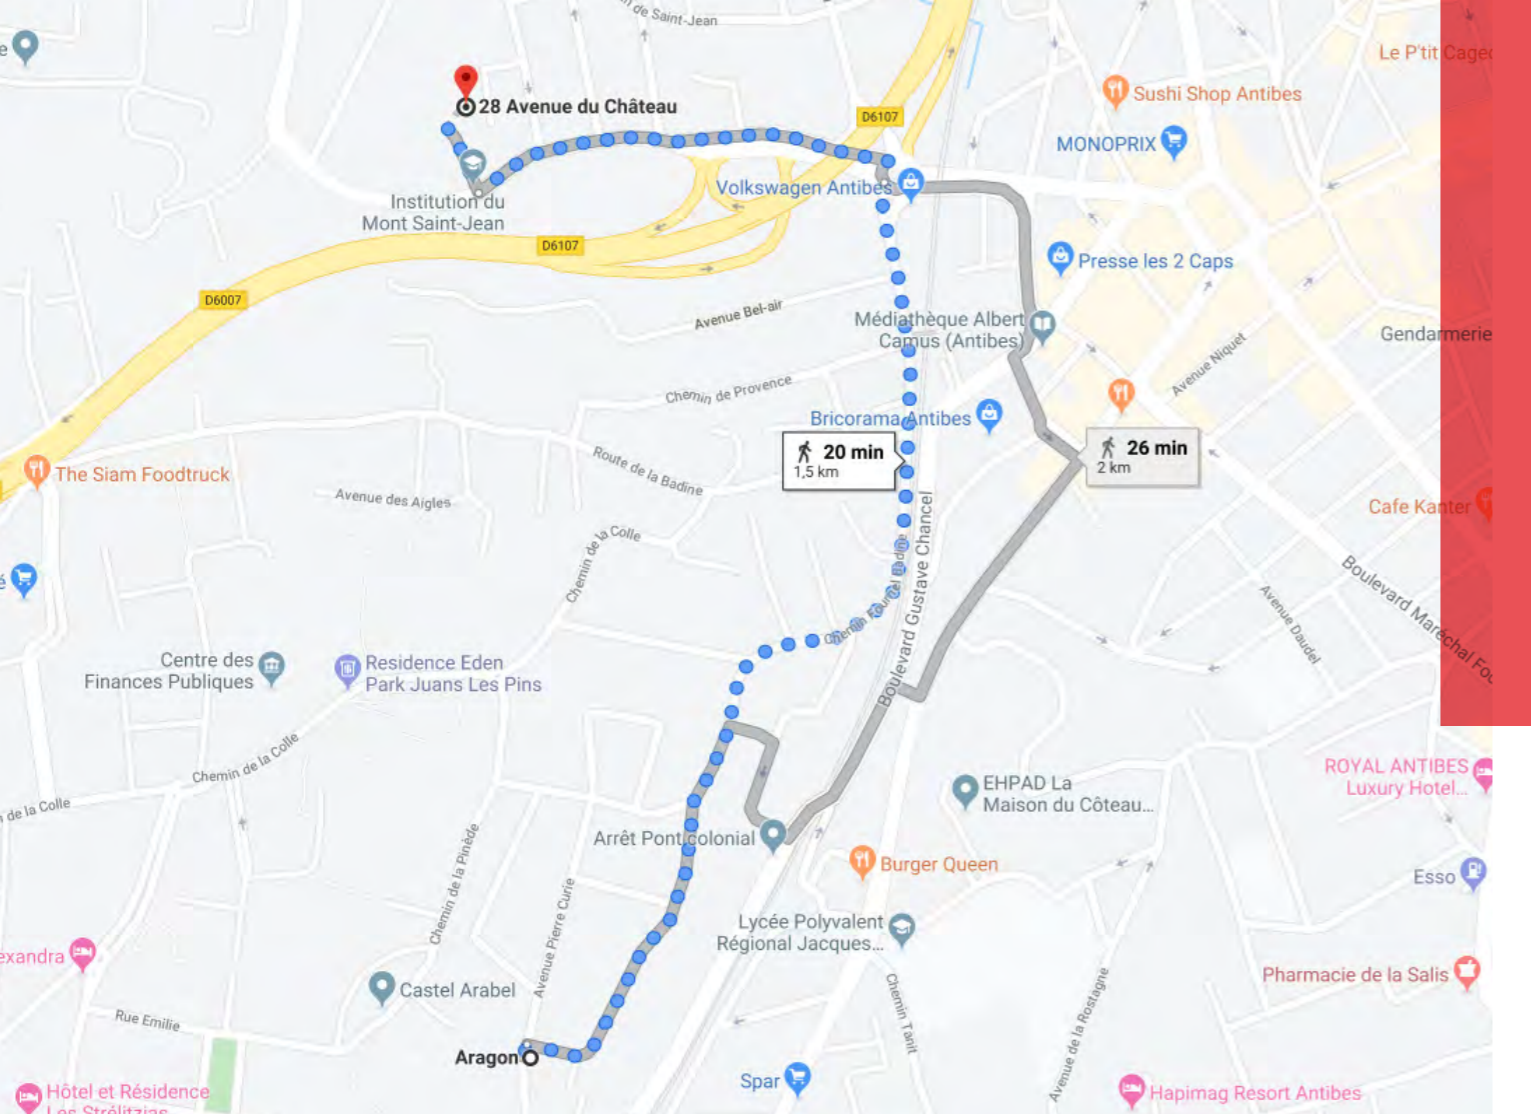 de Saint-Jean
Le P'tit
28 Avenue du Château
Sushi Shop Antibes
D6107
MONOPRIX
Volkswagen Antibes
Institution du
Mont Saint-Jean
D6107
Presse les 2 Caps
D6007
Avenue Bel-air
Médiathèque Albert
Camus (Antibes)
Gendarmerie
Avenue Niquet
Chemin de Provence
Bricorama Antibes
20 min
1,5 km
26 min
2 km
The Siam Foodtruck
Route de la Badine
Avenue des Aigles
Cafe Kanter
Chemin de la Colle
Boulevard Gustave Chancel
Boulevard Maréchal
Avenue Daudel
Centre des
Finances Publiques
Residence Eden
Park Juans Les Pins
Chemin de la Colle
de la Colle
ROYAL ANTIBES
Luxury Hotel...
EHPAD La
Maison du Côteau...
Arrêt Pont colonial
Chemin de la Pinède
Burger Queen
Esso
Avenue Pierre Curie
Lycée Polyvalent
Régional Jacques...
exandra
Castel Arabel
Pharmacie de la Salis
Chemin Tanit
Avenue de la Rostagne
Rue Emilie
Aragon
Spar
Hôtel et Résidence
Les Strélitzias
Hapimag Resort Antibes